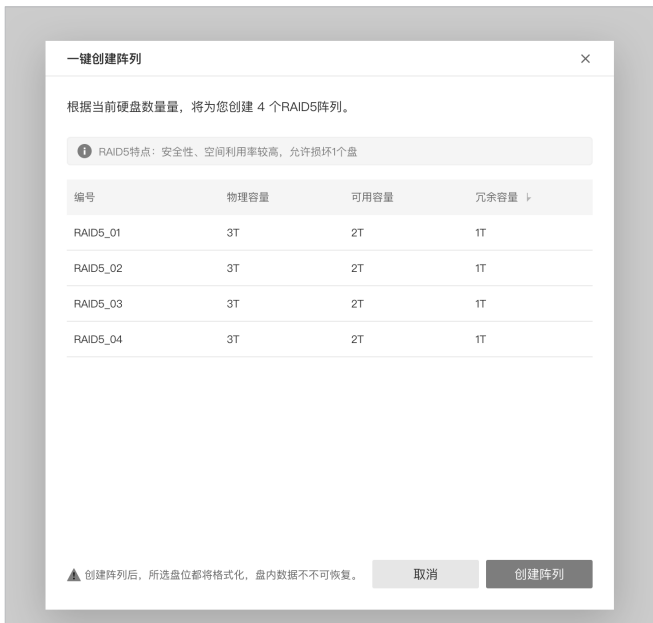 一键创建阵列
根据当前硬盘数量量，将为您创建 4 个RAID5阵列。
RAID5特点：安全性、空间利用率较高，允许损坏1个盘
编号 物理容量 可用容量 冗余容量
RAID5_01 3T 2T 1T
RAID5_02 3T 2T 1T
RAID5_03 3T 2T 1T
RAID5_04 3T 2T 1T
创建阵列后，所选盘位都将格式化，盘内数据不不可恢复。 取消 创建阵列